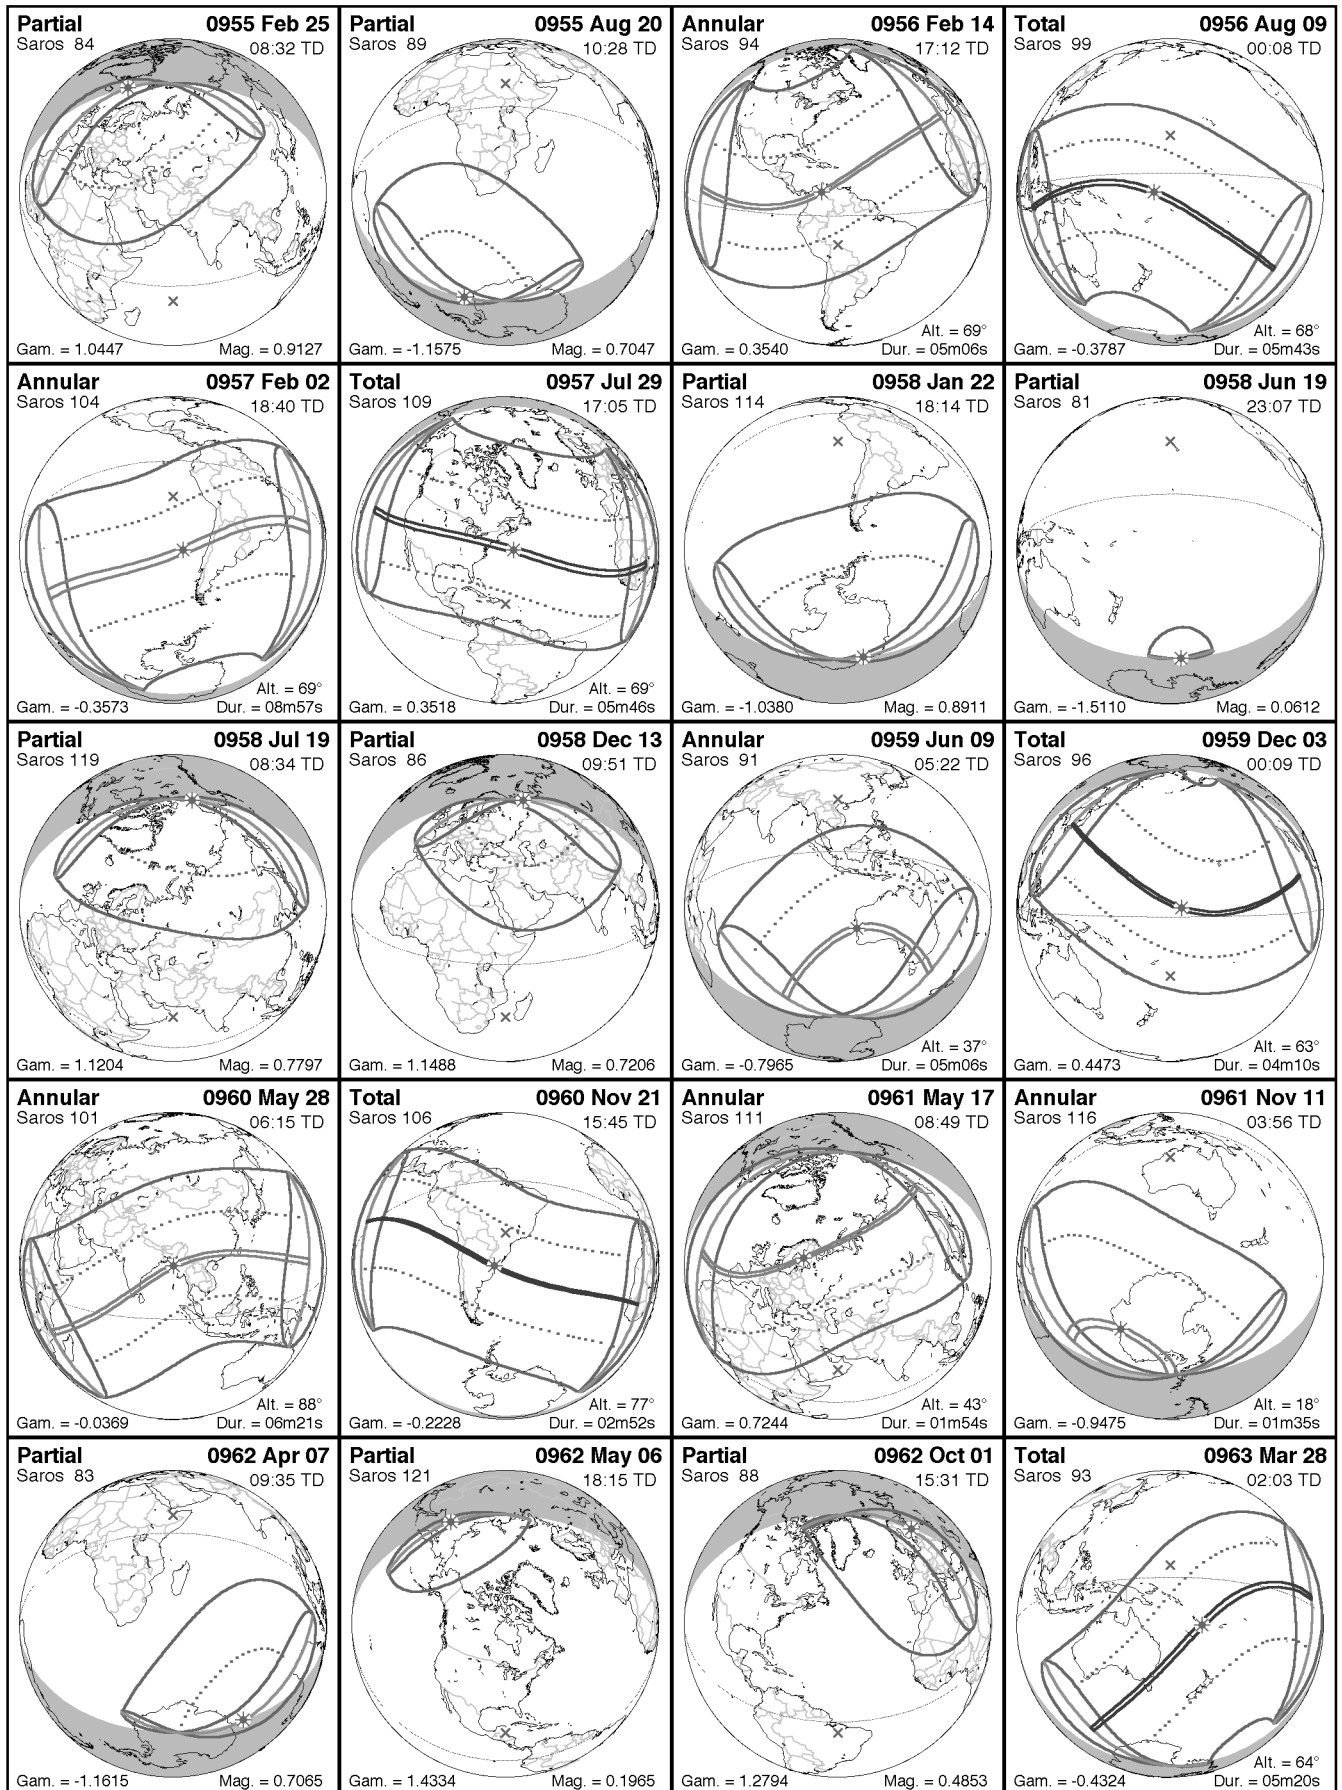 Partial 0955 Feb 25
Saros 84 08:32 TD
Gam. = 1.0447 Mag. = 0.9127
Partial 0955 Aug 20
Saros 89 10:28 TD
Gam. = -1.1575 Mag. = 0.7047
Annular 0956 Feb 14
Saros 94 17:12 TD
Alt. = 69°
Gam. = 0.3540 Dur. = 05m06s
Total 0956 Aug 09
Saros 99 00:08 TD
Alt. = 68°
Gam. = -0.3787 Dur. = 05m43s
Annular 0957 Feb 02
Saros 104 18:40 TD
Alt. = 69°
Gam. = -0.3573 Dur. = 08m57s
Total 0957 Jul 29
Saros 109 17:05 TD
Alt. = 69°
Gam. = 0.3518 Dur. = 05m46s
Partial 0958 Jan 22
Saros 114 18:14 TD
Gam. = -1.0380 Mag. = 0.8911
Partial 0958 Jun 19
Saros 81 23:07 TD
Gam. = -1.5110 Mag. = 0.0612
Partial 0958 Jul 19
Saros 119 08:34 TD
Gam. = 1.1204 Mag. = 0.7797
Partial 0958 Dec 13
Saros 86 09:51 TD
Gam. = 1.1488 Mag. = 0.7206
Annular 0959 Jun 09
Saros 91 05:22 TD
Alt. = 37°
Gam. = -0.7965 Dur. = 05m06s
Total 0959 Dec 03
Saros 96 00:09 TD
Alt. = 63°
Gam. = 0.4473 Dur. = 04m10s
Annular 0960 May 28
Saros 101 06:15 TD
Alt. = 88°
Gam. = -0.0369 Dur. = 06m21s
Total 0960 Nov 21
Saros 106 15:45 TD
Alt. = 77°
Gam. = -0.2228 Dur. = 02m52s
Annular 0961 May 17
Saros 111 08:49 TD
Alt. = 43°
Gam. = 0.7244 Dur. = 01m54s
Annular 0961 Nov 11
Saros 116 03:56 TD
Alt. = 18°
Gam. = -0.9475 Dur. = 01m35s
Partial 0962 Apr 07
Saros 83 09:35 TD
Gam. = -1.1615 Mag. = 0.7065
Partial 0962 May 06
Saros 121 18:15 TD
Gam. = 1.4334 Mag. = 0.1965
Partial 0962 Oct 01
Saros 88 15:31 TD
Gam. = 1.2794 Mag. = 0.4853
Total 0963 Mar 28
Saros 93 02:03 TD
Alt. = 64°
Gam. = -0.4324 Dur. = 05m20s